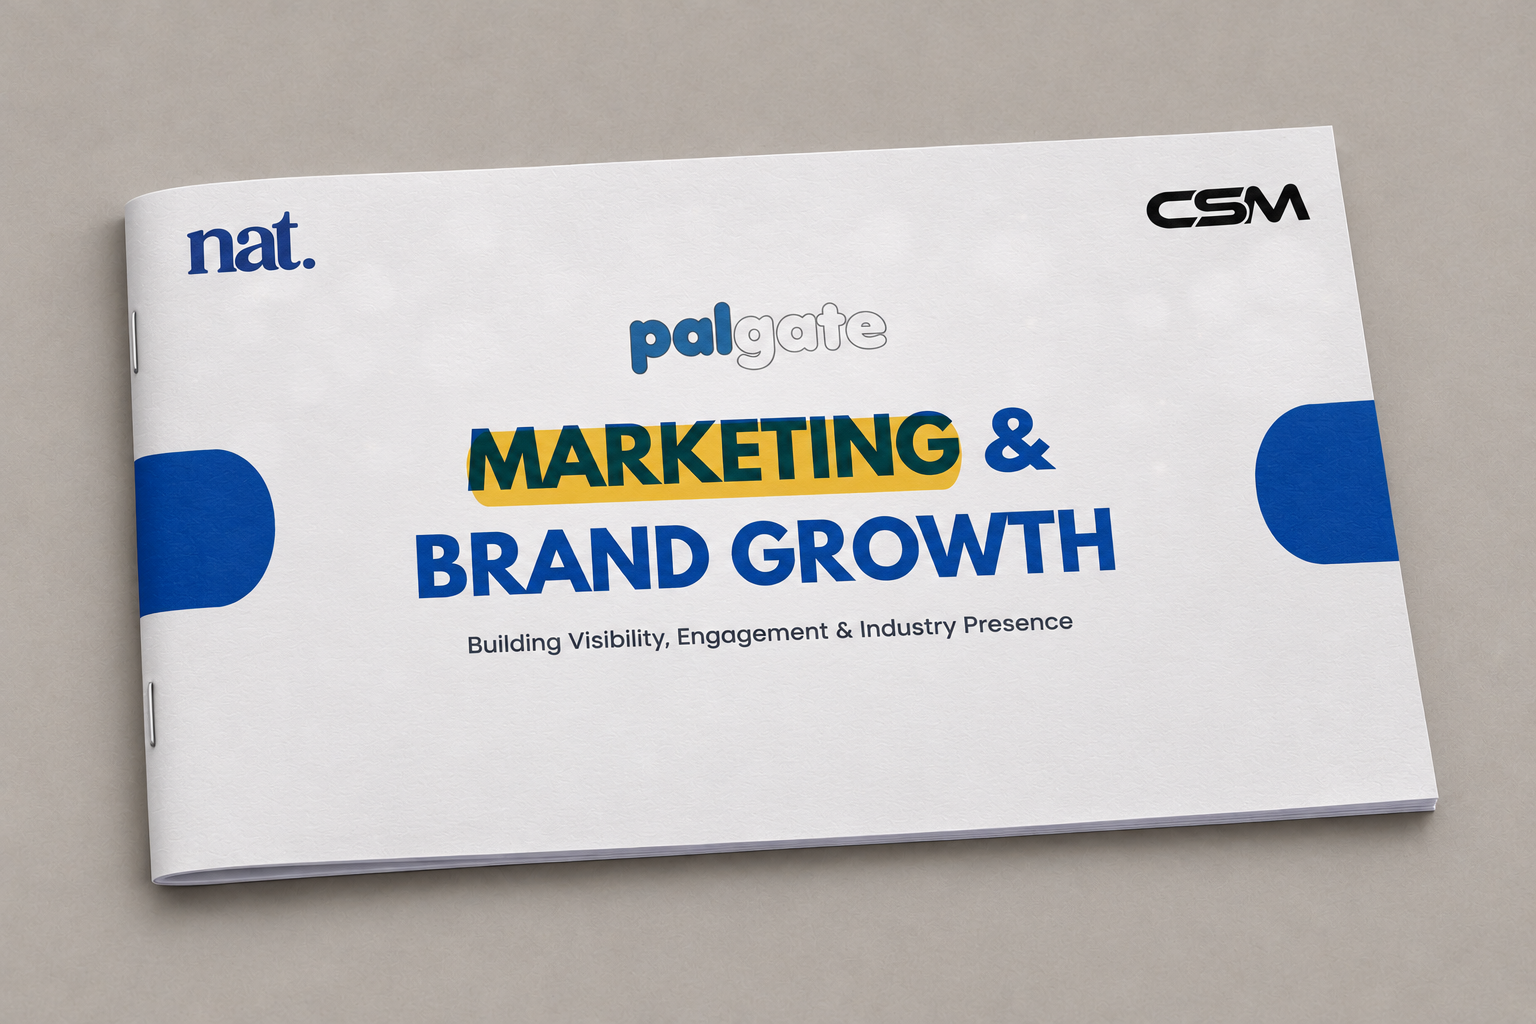 nat.
CSM
palgate
MARKETING &
BRAND GROWTH
Building Visibility, Engagement & Industry Presence